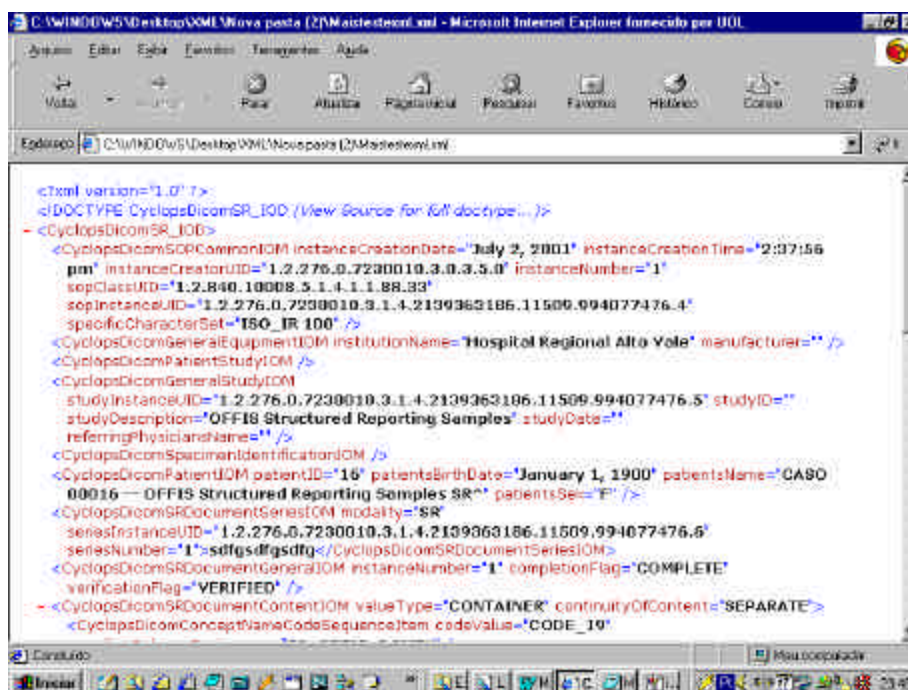 C:\WINDOWS\Desktop\XML\Nova pasta (2)\Maistestexml.xml - Microsoft Internet Explorer fornecido por UOL
Arquivo Editar Exibir Favoritos Ferramentas Ajuda
Voltar Parar Atualizar Página inicial Pesquisar Favoritos Histórico Correio Imprimir
Endereço C:\WINDOWS\Desktop\XML\Nova pasta (2)\Maistestexml.xml
<?xml version="1.0" ?>
<!DOCTYPE CyclopsDicomSR_IOD (View Source for full doctype...)>
- <CyclopsDicomSR_IOD>
<CyclopsDicomSOPCommonIOM instanceCreationDate="July 2, 2001" instanceCreationTime="2:37:56
pm" instanceCreatorUID="1.2.276.0.7230010.3.0.3.5.0" instanceNumber="1"
sopClassUID="1.2.840.10008.5.1.4.1.1.88.33"
sopInstanceUID="1.2.276.0.7230010.3.1.4.2139363186.11509.994077476.4"
specificCharacterSet="ISO_IR 100" />
<CyclopsDicomGeneralEquipmentIOM institutionName="Hospital Regional Alto Vale" manufacturer="" />
<CyclopsDicomPatientStudyIOM />
<CyclopsDicomGeneralStudyIOM
studyInstanceUID="1.2.276.0.7230010.3.1.4.2139363186.11509.994077476.5" studyID=""
studyDescription="OFFIS Structured Reporting Samples" studyDate=""
referringPhysiciansName="" />
<CyclopsDicomSpecimenIdentificationIOM />
<CyclopsDicomPatientIOM patientID="16" patientsBirthDate="January 1, 1900" patientsName="CASO
00016 -- OFFIS Structured Reporting Samples SR^" patientsSex="F" />
<CyclopsDicomSRDocumentSeriesIOM modality="SR"
seriesInstanceUID="1.2.276.0.7230010.3.1.4.2139363186.11509.994077476.6"
seriesNumber="1">sdfgsdfgsdfg</CyclopsDicomSRDocumentSeriesIOM>
<CyclopsDicomSRDocumentGeneralIOM instanceNumber="1" completionFlag="COMPLETE"
verificationFlag="VERIFIED" />
- <CyclopsDicomSRDocumentContentIOM valueType="CONTAINER" continuityOfContent="SEPARATE">
<CyclopsDicomConceptNameCodeSequenceItem codeValue="CODE_19"
Concluído Meu computador
Iniciar